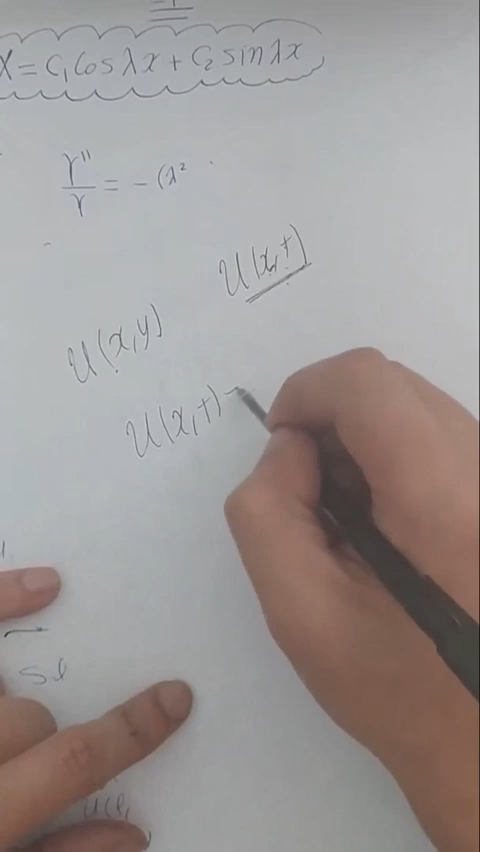 X = C₁ Cos λx + C₂ sin λx
Y''/Y = - (λ²
U(x,t)
U(x,y)
U(x,t) -